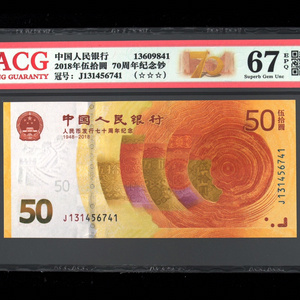 ACG
NG GUARANTY
中国人民银行 13609841
2018年伍拾圆 70周年纪念钞
冠号: J131456741 (☆☆☆)
70
67
EPQ
Superb Gem Unc
中国人民银行
人民币发行七十周年纪念
1948-2018
50
伍拾圆
50
J131456741
J131456741